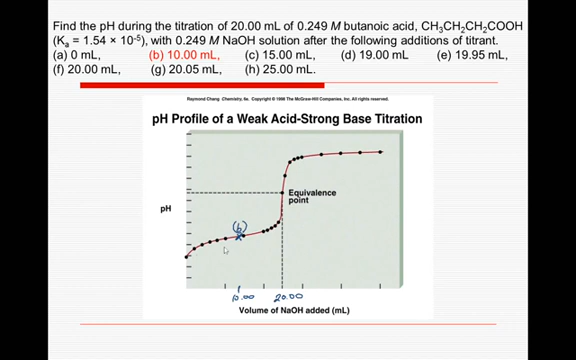 Find the pH during the titration of 20.00 mL of 0.249 M butanoic acid, CH₃CH₂CH₂COOH
(Kₐ = 1.54 × 10⁻⁵), with 0.249 M NaOH solution after the following additions of titrant.
(a) 0 mL, (b) 10.00 mL, (c) 15.00 mL (d) 19.00 mL (e) 19.95 mL,
(f) 20.00 mL, (g) 20.05 mL, (h) 25.00 mL.
Raymond Chang Chemistry, 6e. Copyright © 1998 The McGraw-Hill Companies, Inc. All rights reserved.
pH Profile of a Weak Acid-Strong Base Titration
Equivalence
point
pH
(b)
10.00 20.00
Volume of NaOH added (mL)